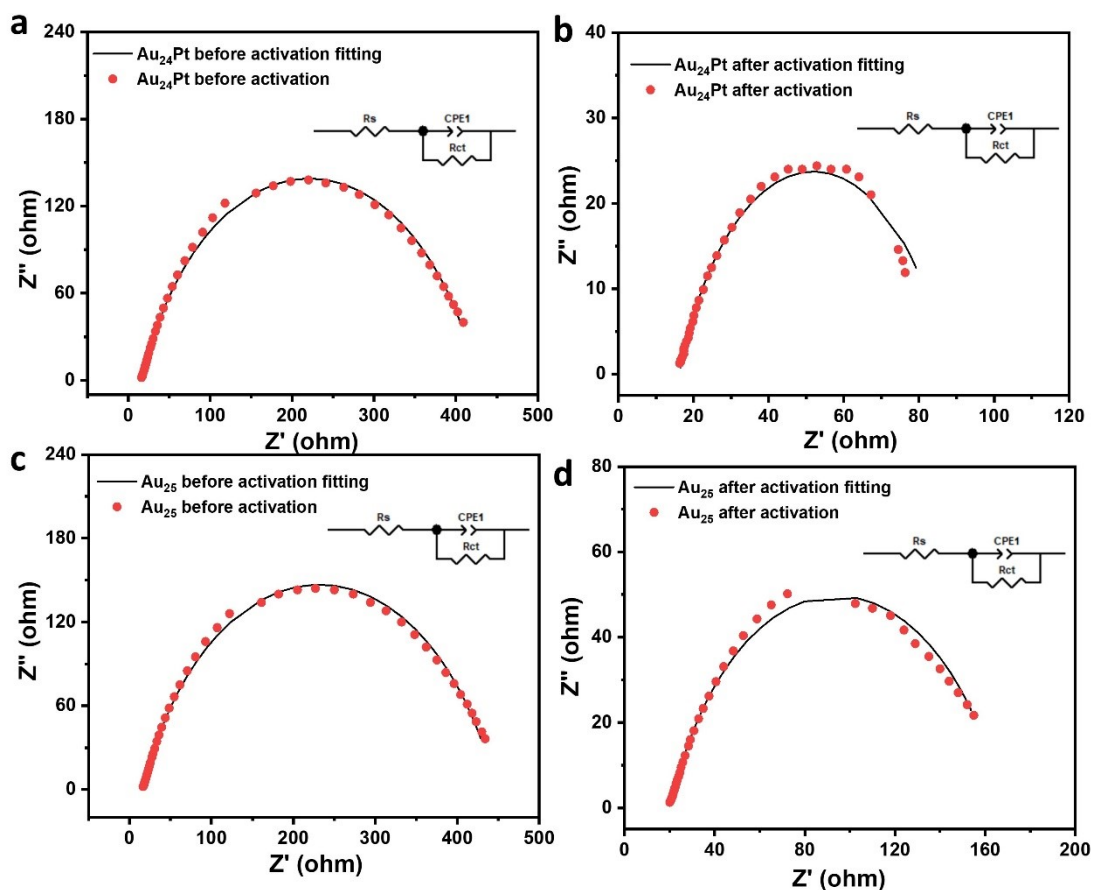 a
240
180
120
60
0
Z'' (ohm)
Au₂₄Pt before activation fitting
Au₂₄Pt before activation
Rs
CPE1
Rct
0 100 200 300 400 500
Z' (ohm)
b
40
30
20
10
0
Z'' (ohm)
Au₂₄Pt after activation fitting
Au₂₄Pt after activation
Rs
CPE1
Rct
0 20 40 60 80 100 120
Z' (ohm)
c
240
180
120
60
0
Z'' (ohm)
Au₂₅ before activation fitting
Au₂₅ before activation
Rs
CPE1
Rct
0 100 200 300 400 500
Z' (ohm)
d
80
60
40
20
0
Z'' (ohm)
Au₂₅ after activation fitting
Au₂₅ after activation
Rs
CPE1
Rct
0 40 80 120 160 200
Z' (ohm)